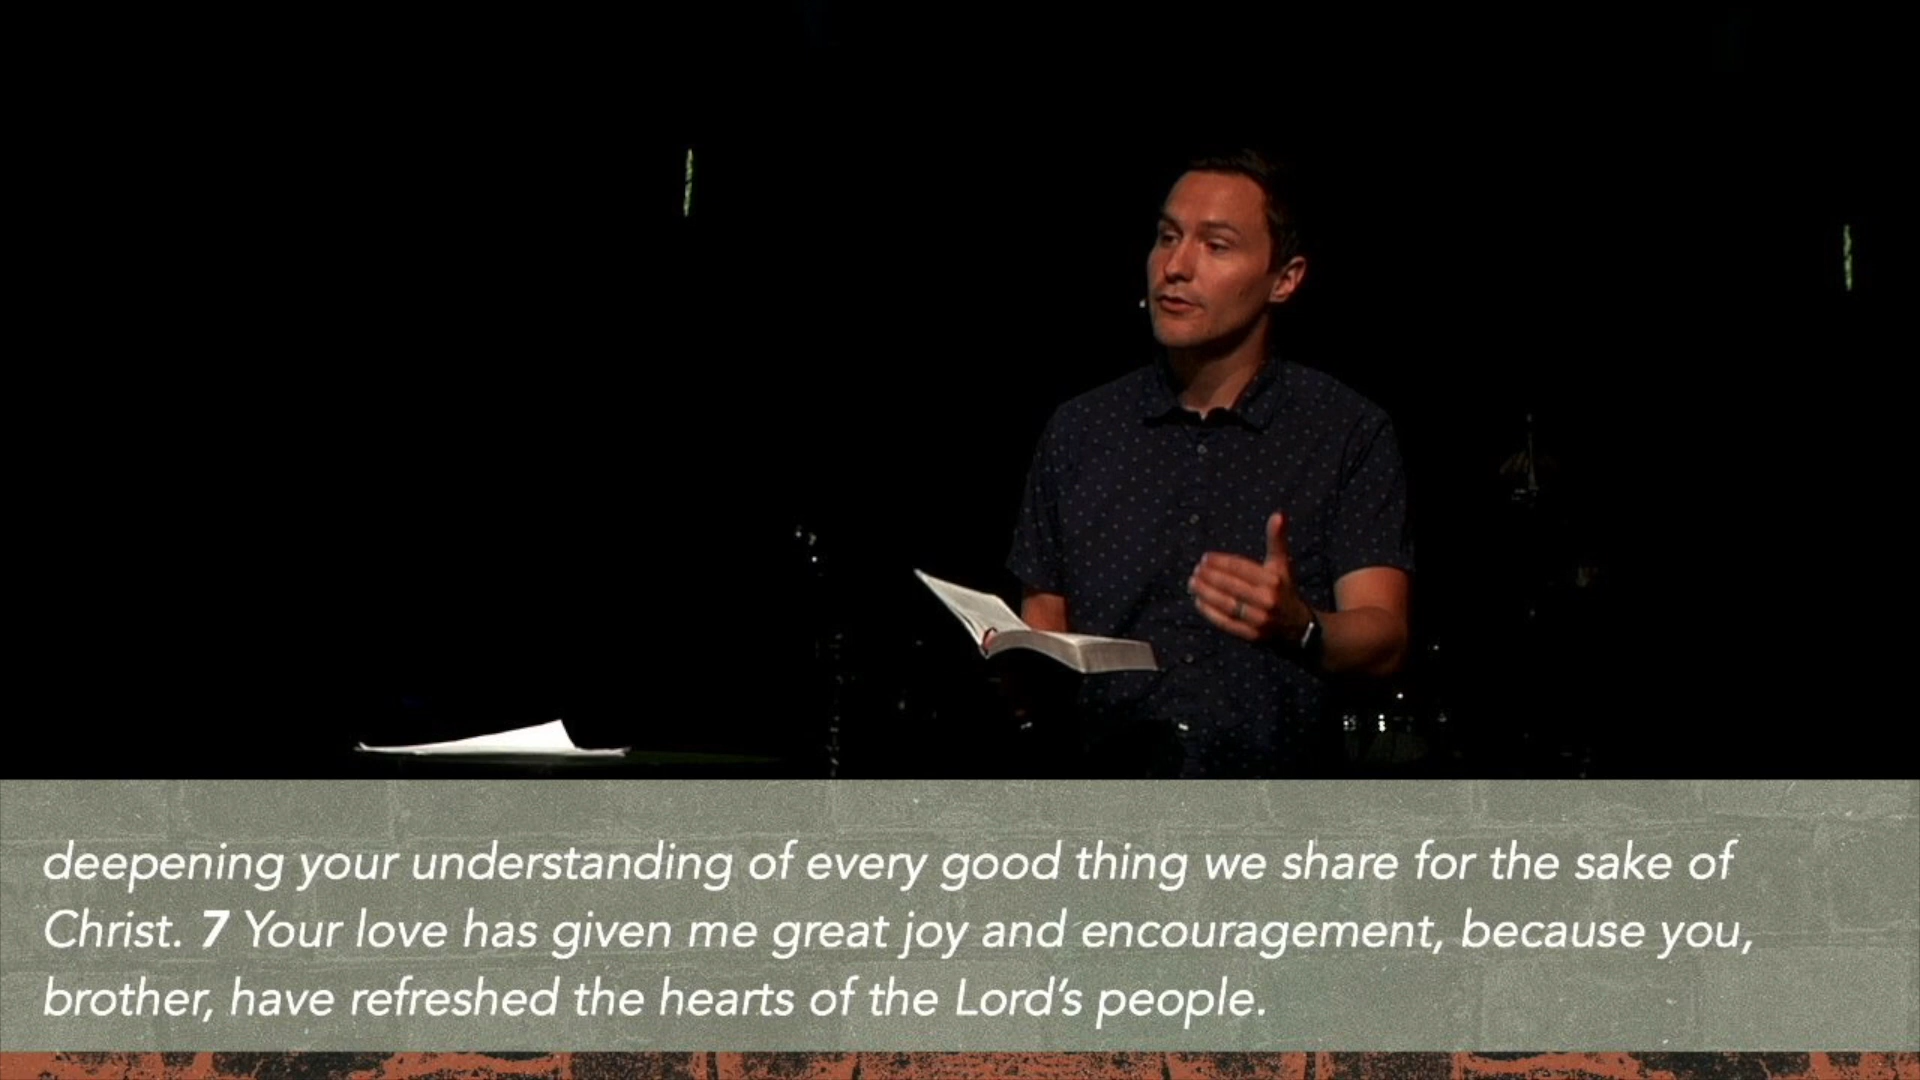 deepening your understanding of every good thing we share for the sake of
Christ. 7 Your love has given me great joy and encouragement, because you,
brother, have refreshed the hearts of the Lord's people.